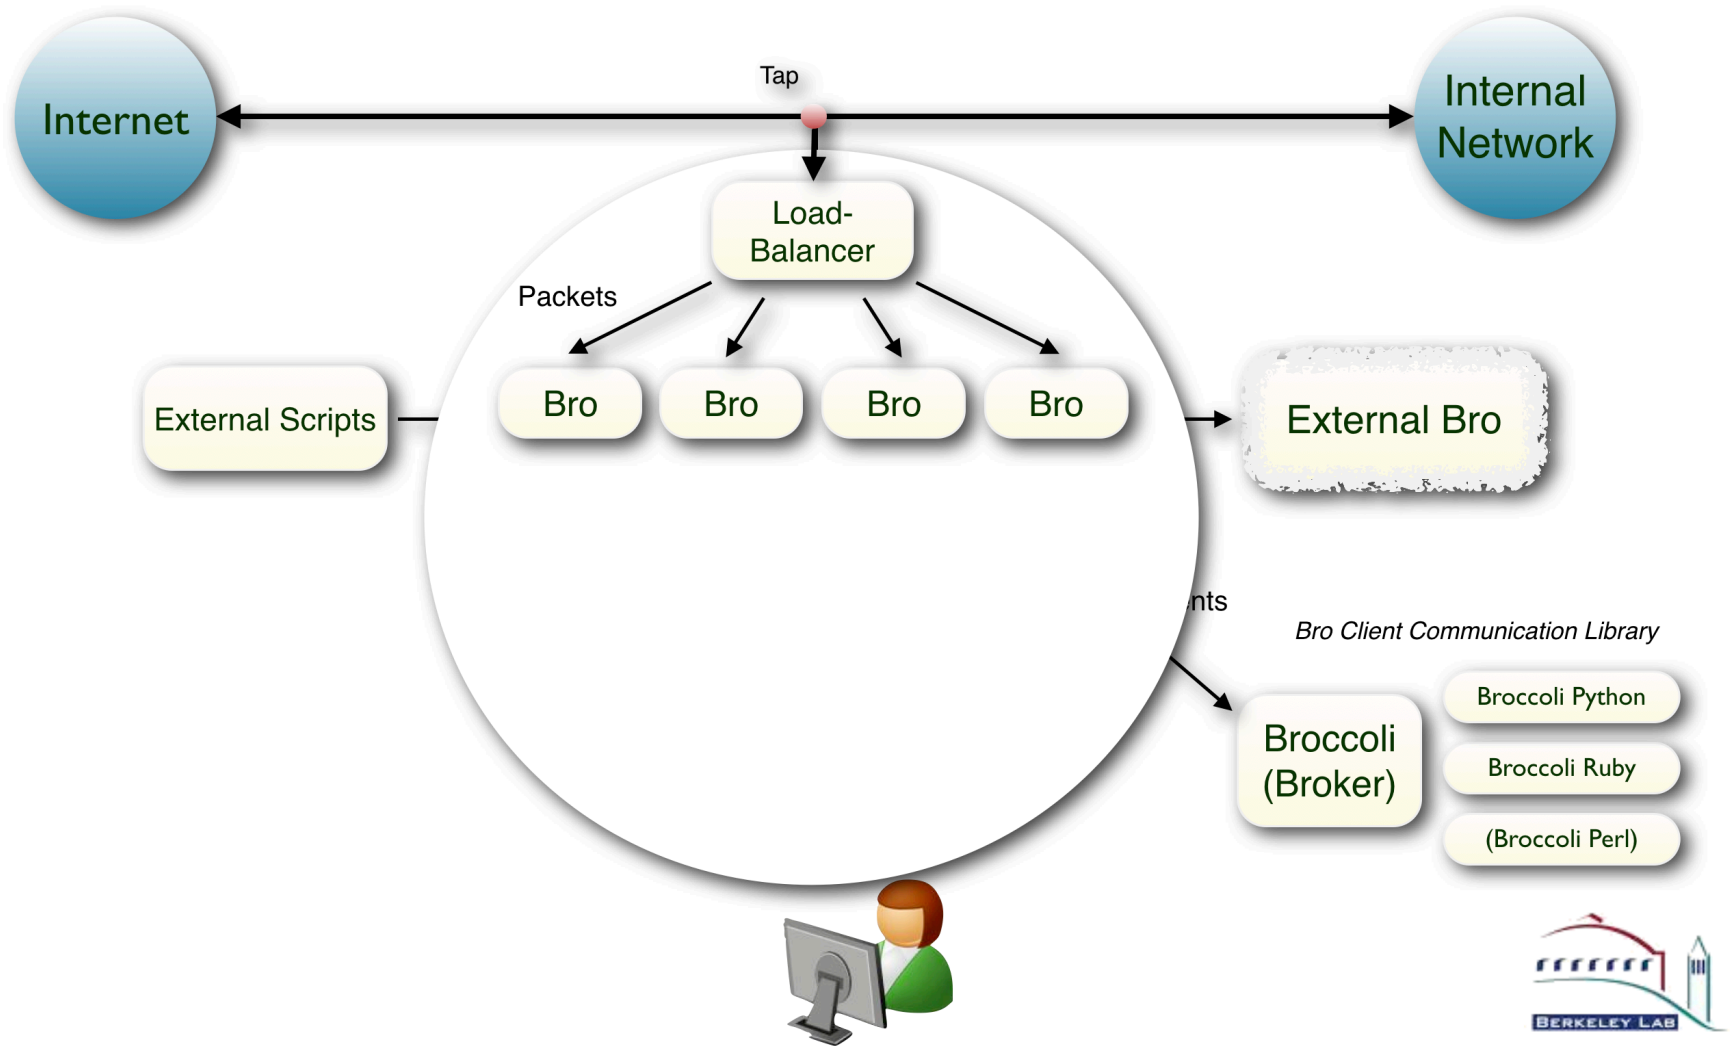 Tap
Internet
Internal
Network
Load-
Balancer
Packets
External Scripts
Bro
Bro
Bro
Bro
External Bro
nts
Bro Client Communication Library
Broccoli
(Broker)
Broccoli Python
Broccoli Ruby
(Broccoli Perl)
BERKELEY LAB